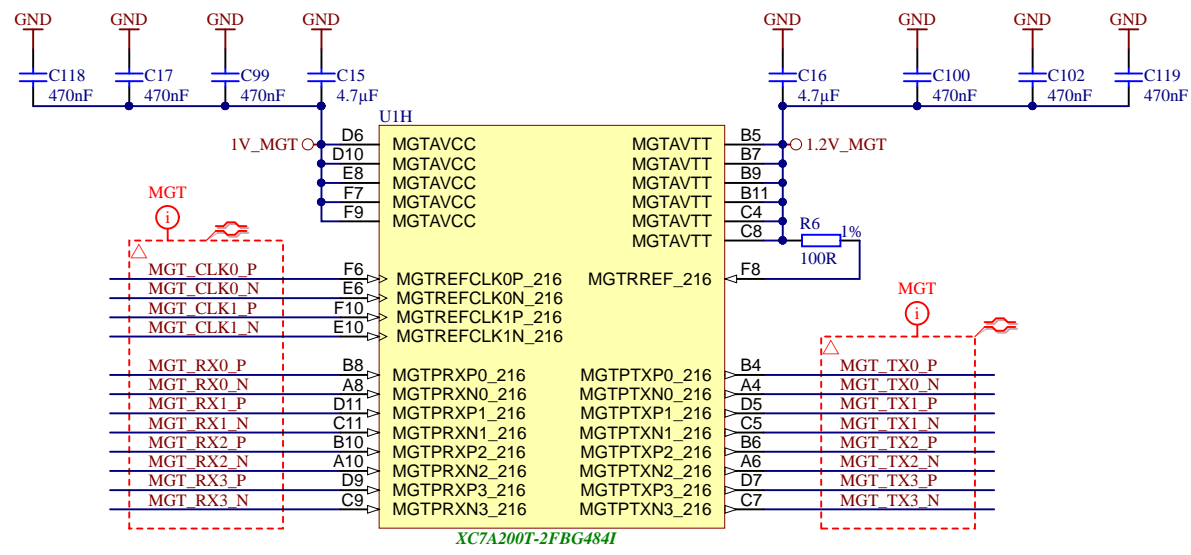 GND GND GND GND GND GND GND GND
C118 C17 C99 C15 C16 C100 C102 C119
470nF 470nF 470nF 4.7µF 4.7µF 470nF 470nF 470nF
U1H
1V_MGT D6 MGTAVCC MGTAVTT B5 1.2V_MGT
D10 MGTAVCC MGTAVTT B7
E8 MGTAVCC MGTAVTT B9
F7 MGTAVCC MGTAVTT B11
F9 MGTAVCC MGTAVTT C4
MGTAVTT C8 R6 1%
100R
MGT
i
MGT_CLK0_P F6 MGTREFCLK0P_216 MGTRREF_216 F8
MGT_CLK0_N E6 MGTREFCLK0N_216
MGT_CLK1_P F10 MGTREFCLK1P_216
MGT_CLK1_N E10 MGTREFCLK1N_216
MGT
i
MGT_RX0_P B8 MGTPRXP0_216 MGTPTXP0_216 B4 MGT_TX0_P
MGT_RX0_N A8 MGTPRXN0_216 MGTPTXN0_216 A4 MGT_TX0_N
MGT_RX1_P D11 MGTPRXP1_216 MGTPTXP1_216 D5 MGT_TX1_P
MGT_RX1_N C11 MGTPRXN1_216 MGTPTXN1_216 C5 MGT_TX1_N
MGT_RX2_P B10 MGTPRXP2_216 MGTPTXP2_216 B6 MGT_TX2_P
MGT_RX2_N A10 MGTPRXN2_216 MGTPTXN2_216 A6 MGT_TX2_N
MGT_RX3_P D9 MGTPRXP3_216 MGTPTXP3_216 D7 MGT_TX3_P
MGT_RX3_N C9 MGTPRXN3_216 MGTPTXN3_216 C7 MGT_TX3_N
XC7A200T-2FBG484I